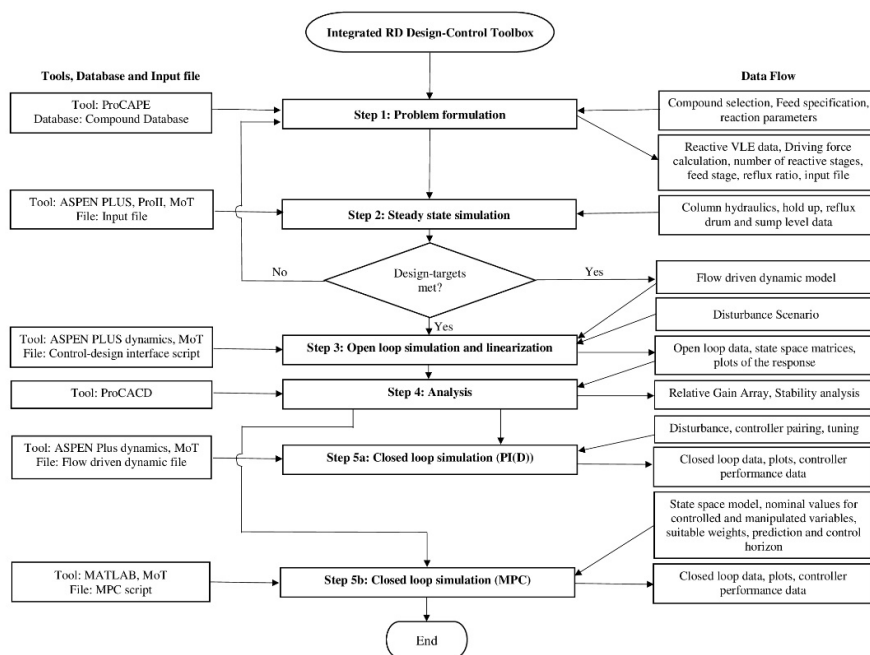 Integrated RD Design-Control Toolbox
Tools, Database and Input file
Data Flow
Tool: ProCAPE
Database: Compound Database
Step 1: Problem formulation
Compound selection, Feed specification,
reaction parameters
Reactive VLE data, Driving force
calculation, number of reactive stages,
feed stage, reflux ratio, input file
Tool: ASPEN PLUS, ProII, MoT
File: Input file
Step 2: Steady state simulation
Column hydraulics, hold up, reflux
drum and sump level data
No
Design-targets
met?
Yes
Flow driven dynamic model
Disturbance Scenario
Yes
Tool: ASPEN PLUS dynamics, MoT
File: Control-design interface script
Step 3: Open loop simulation and linearization
Open loop data, state space matrices,
plots of the response
Tool: ProCACD
Step 4: Analysis
Relative Gain Array, Stability analysis
Disturbance, controller pairing, tuning
Tool: ASPEN Plus dynamics, MoT
File: Flow driven dynamic file
Step 5a: Closed loop simulation (PI(D))
Closed loop data, plots, controller
performance data
State space model, nominal values for
controlled and manipulated variables,
suitable weights, prediction and control
horizon
Tool: MATLAB, MoT
File: MPC script
Step 5b: Closed loop simulation (MPC)
Closed loop data, plots, controller
performance data
End